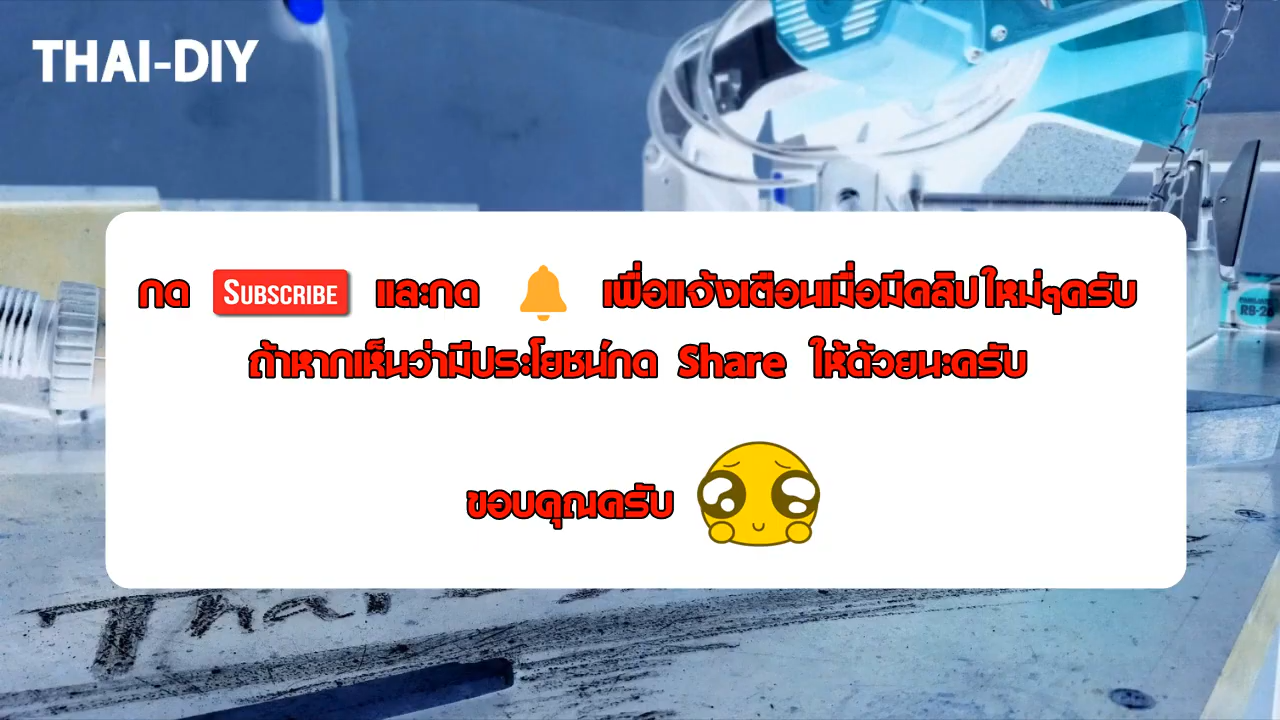 THAI-DIY
กด SUBSCRIBE และกด เพื่อแจ้งเตือนเมื่อมีคลิปใหม่ๆครับ
ถ้าหากเห็นว่ามีประโยชน์กด Share ให้ด้วยนะครับ
ขอบคุณครับ
RB-26
Thai